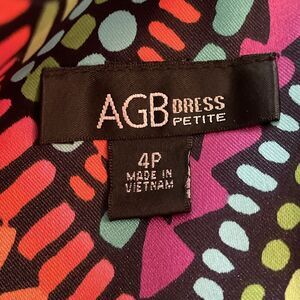 AGB DRESS
PETITE
4P
MADE IN
VIETNAM